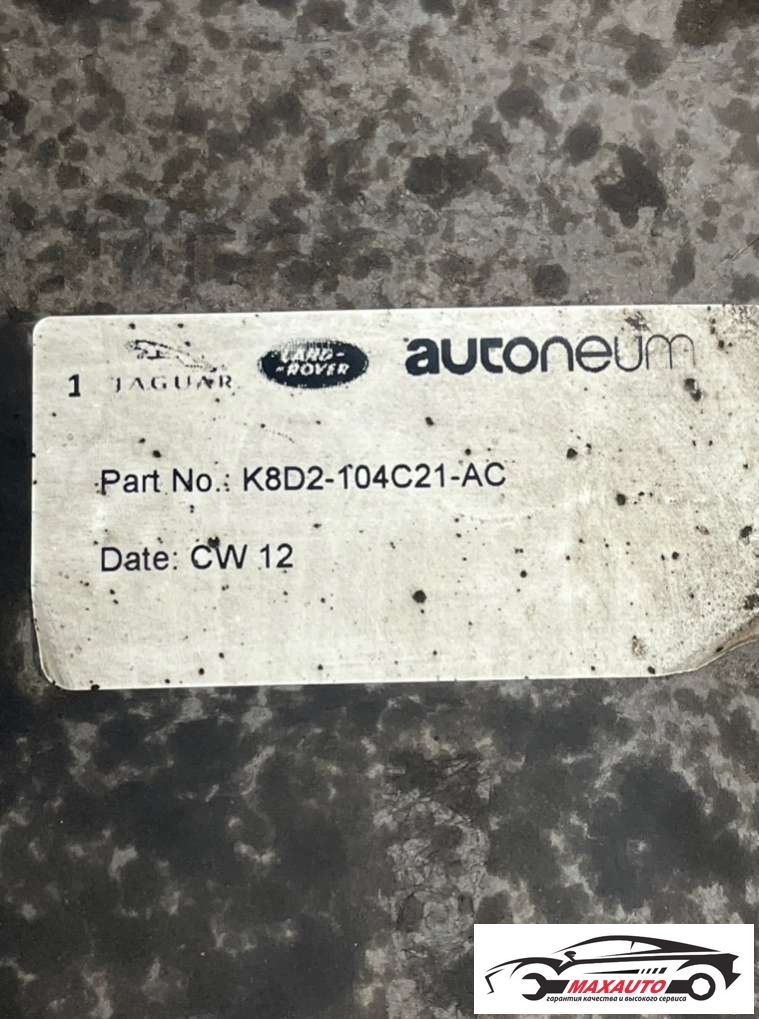 1 JAGUAR LAND-ROVER autoneum
Part No.: K8D2-104C21-AC
Date: CW 12
MAXAUTO
гарантия качества и высокого сервиса